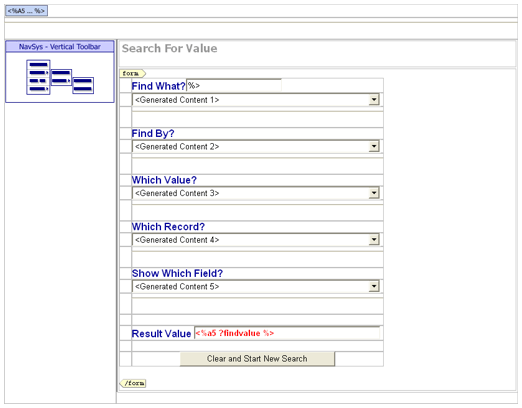 <%A5 ... %>
NavSys - Vertical Toolbar
Search For Value
form
Find What? %>
<Generated Content 1>
Find By?
<Generated Content 2>
Which Value?
<Generated Content 3>
Which Record?
<Generated Content 4>
Show Which Field?
<Generated Content 5>
Result Value <%a5 ?findvalue %>
Clear and Start New Search
/form